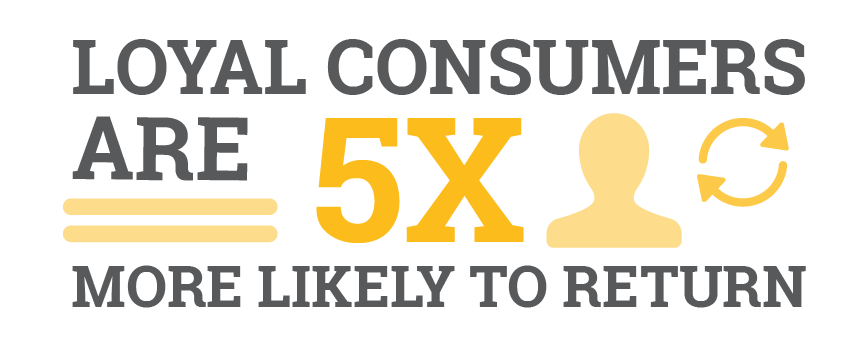 LOYAL CONSUMERS
ARE 5X
MORE LIKELY TO RETURN